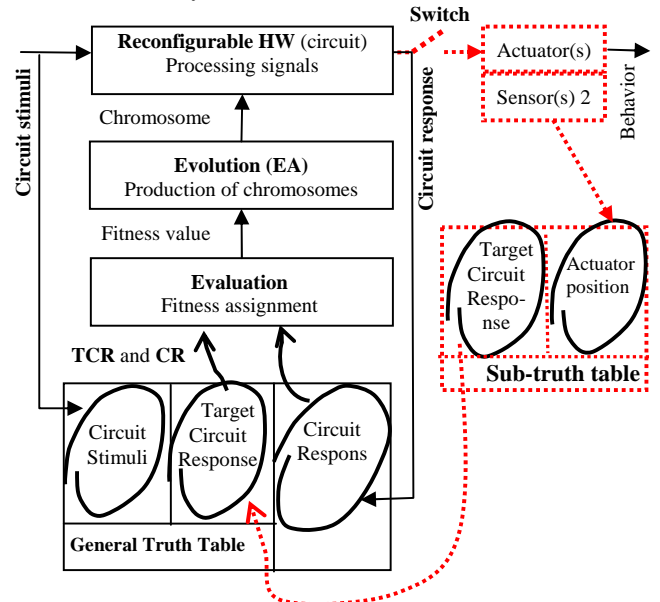 Switch
Reconfigurable HW (circuit)
Processing signals
Actuator(s)
Sensor(s) 2
Behavior
Circuit stimuli
Circuit response
Chromosome
Evolution (EA)
Production of chromosomes
Fitness value
Evaluation
Fitness assignment
Target
Circuit
Respo-
nse
Actuator
position
Sub-truth table
TCR and CR
Circuit
Stimuli
Target
Circuit
Response
Circuit
Respons
General Truth Table